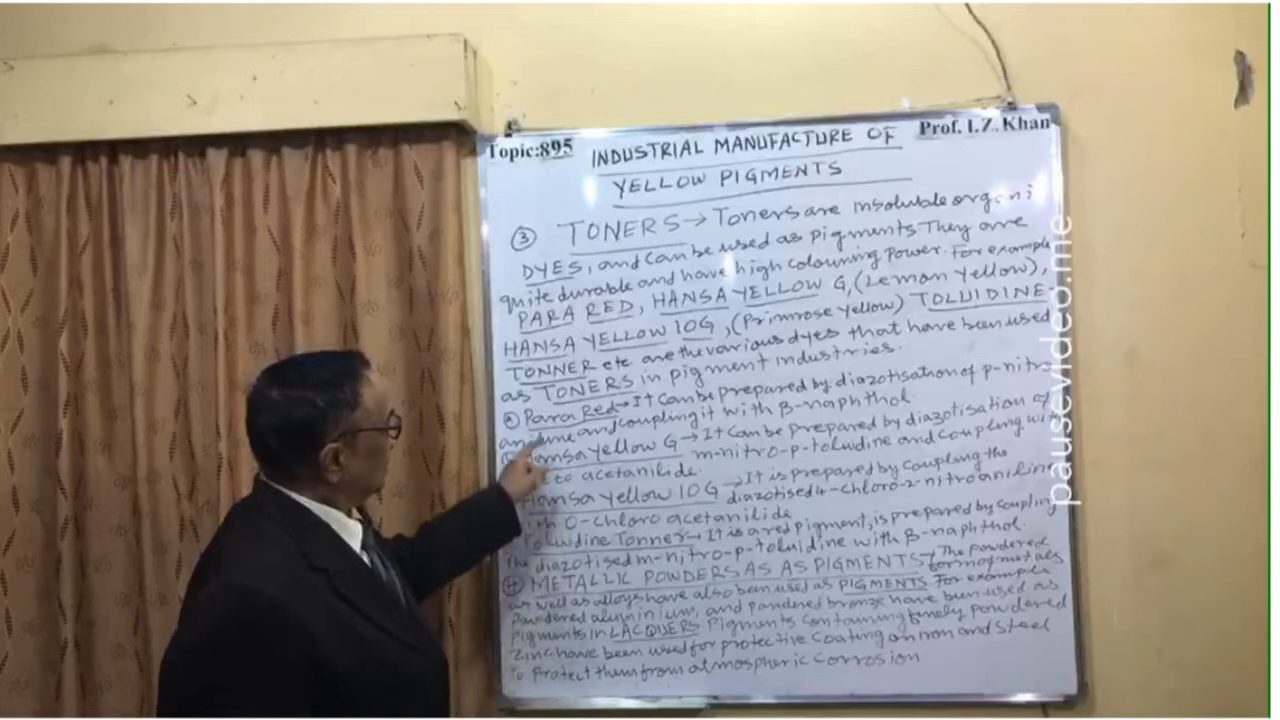 Topic:895 INDUSTRIAL MANUFACTURE OF Prof. I.Z. Khan
YELLOW PIGMENTS
③ TONERS → Toners are insoluble organi
DYES, and can be used as pigments They are
quite durable and have high colouring power. For example
PARA RED, HANSA YELLOW G, (Lemon Yellow),
HANSA YELLOW 10G, (Primrose Yellow) TOLUIDINE
TONNER etc. are the various dyes that have been used
as TONERS in pigment industries.
ⓐ Para Red → It can be prepared by diazotisation of p-nitro
aniline and coupling it with β-naphthol
Hansa Yellow G → It can be prepared by diazotisation of
m-nitro-p-toludine and coupling with
to acetanilide.
Hansa Yellow 10G → It is prepared by coupling the
diazotised 4-chloro-2-nitroaniline
O-chloro acetanilide
Toluidine Tonner → It is a red pigment, is prepared by coupling
the diazotised m-nitro-p-toluidine with β-naphthol.
④ METALLIC POWDERS AS AS PIGMENTS → The powdered
form of metals
as well as alloys have also been used as PIGMENTS For example
Powdered aluminium, and powdered bronze have been used as
pigments in LACQUERS. Pigments containing finely powdered
Zinc have been used for protective coating on iron and steel
to protect them from atmospheric corrosion
pausevideo.me